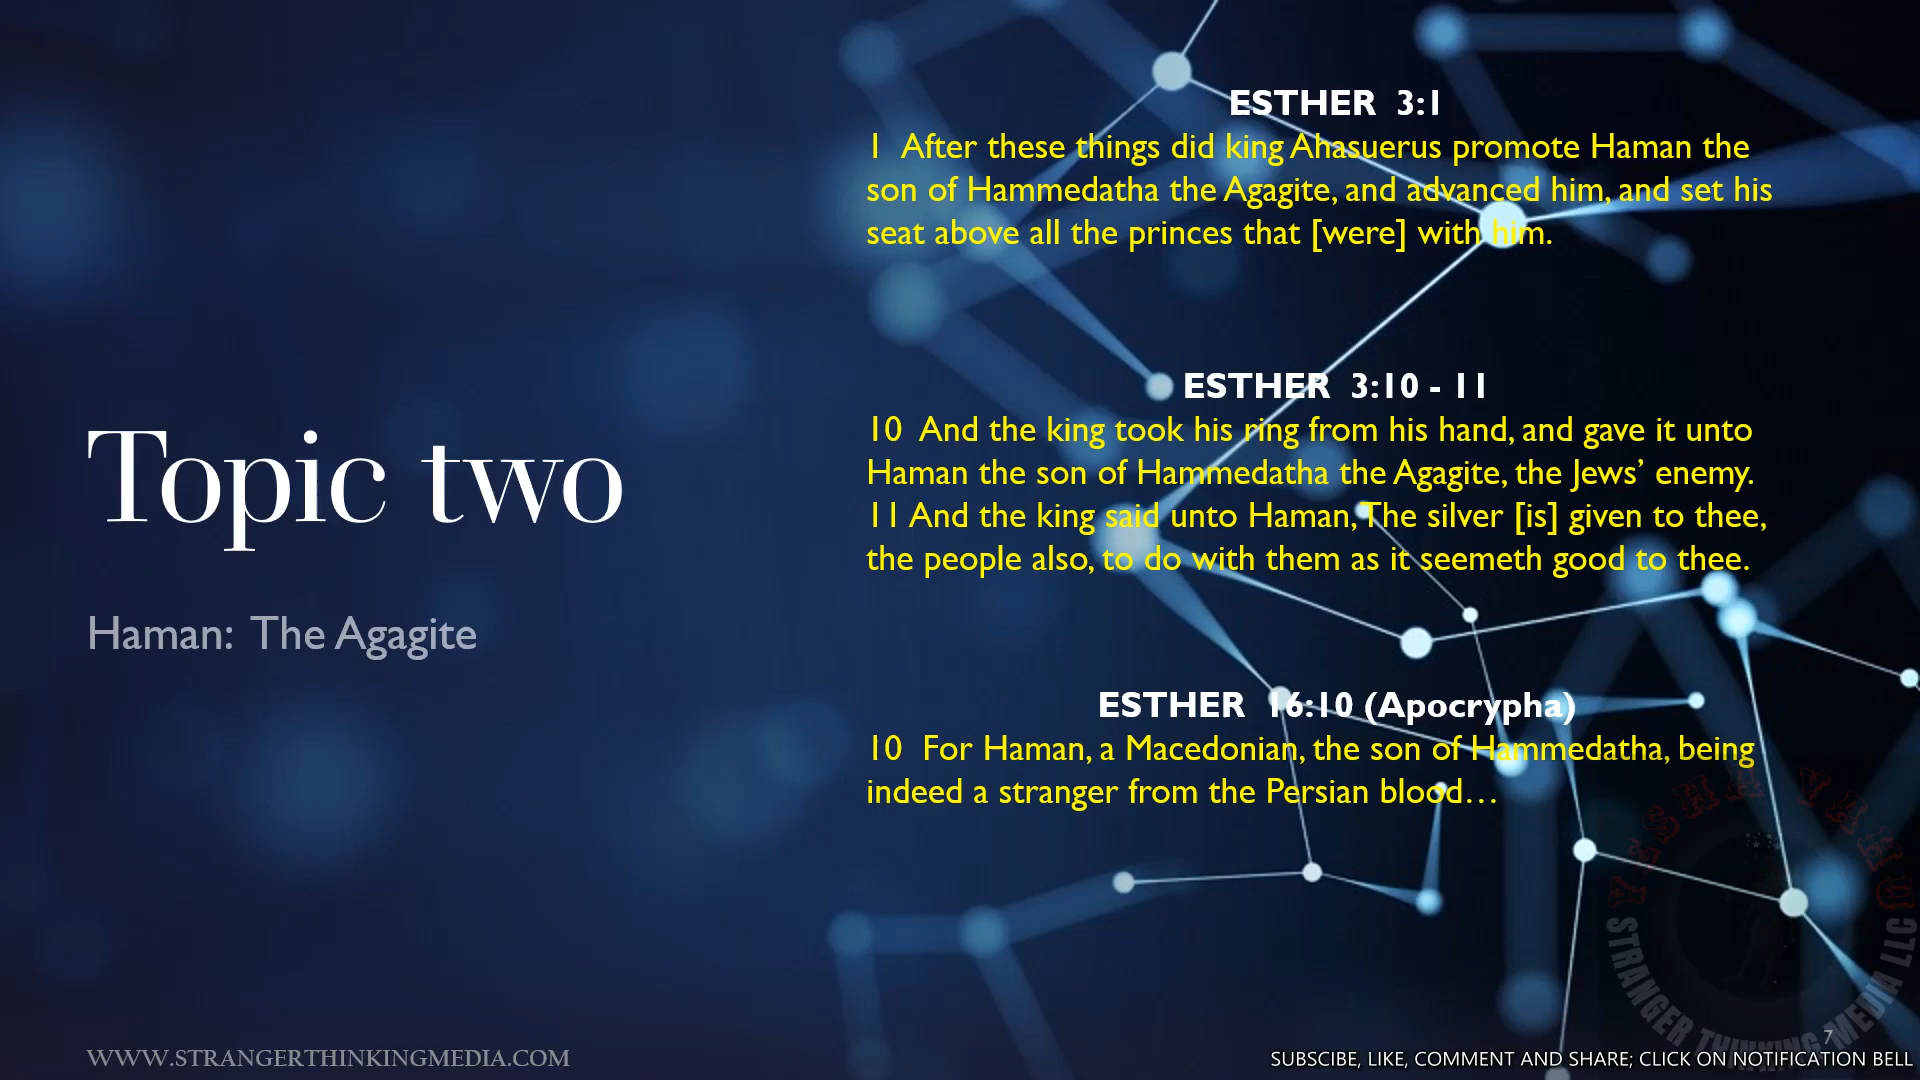 Topic two
Haman: The Agagite
ESTHER 3:1
1 After these things did king Ahasuerus promote Haman the
son of Hammedatha the Agagite, and advanced him, and set his
seat above all the princes that [were] with him.
ESTHER 3:10 - 11
10 And the king took his ring from his hand, and gave it unto
Haman the son of Hammedatha the Agagite, the Jews’ enemy.
11 And the king said unto Haman, The silver [is] given to thee,
the people also, to do with them as it seemeth good to thee.
ESTHER 16:10 (Apocrypha)
10 For Haman, a Macedonian, the son of Hammedatha, being
indeed a stranger from the Persian blood…
YASHA YAHHU
STRANGER THINKING MEDIA LLC
7
WWW.STRANGERTHINKINGMEDIA.COM
SUBSCIBE, LIKE, COMMENT AND SHARE; CLICK ON NOTIFICATION BELL